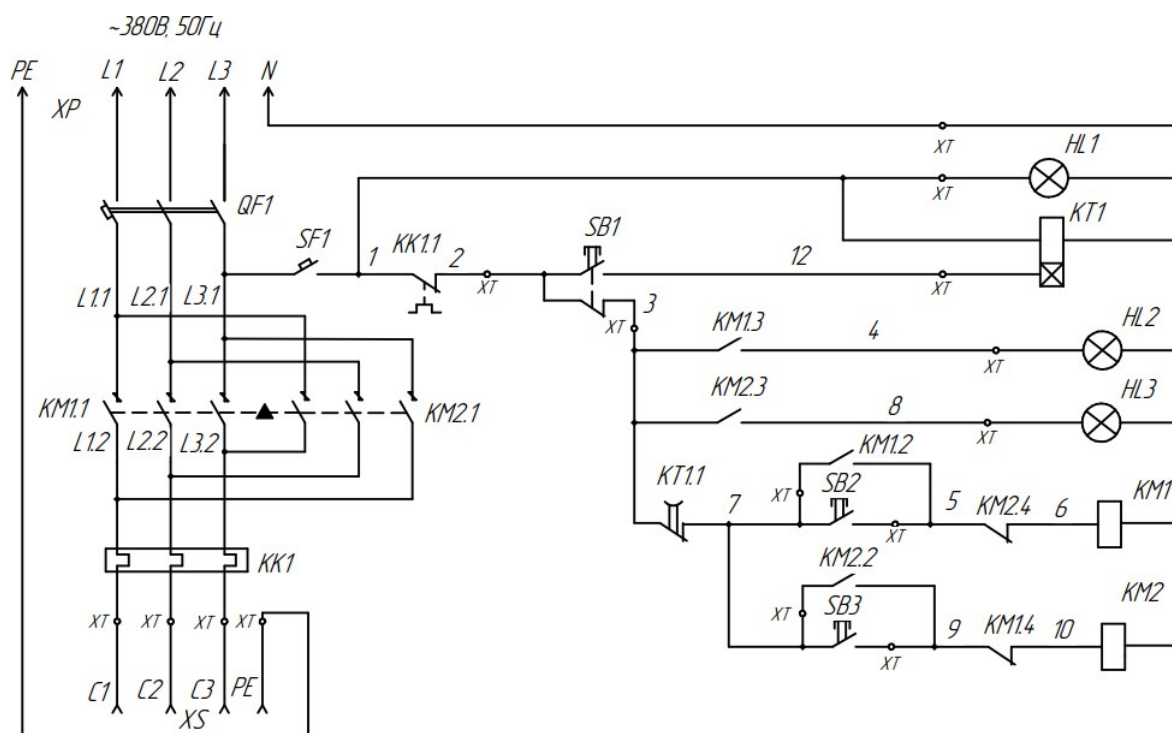 ~380В, 50Гц
PE L1 L2 L3 N
XP
XT
HL1
XT
QF1
KT1
SF1
1 KK1.1 2
SB1
12
XT
XT
L1.1 L2.1 L3.1
3
XT
KM1.3 4 HL2
XT
KM1.1 KM2.1
KM2.3 8 HL3
XT
L1.2 L2.2 L3.2
KM1.2
KT1.1 7
XT
SB2
XT
5 KM2.4 6 KM1
KK1
KM2.2
XT
SB3
XT
9 KM1.4 10 KM2
XT XT XT XT
C1 C2 C3 PE
XS